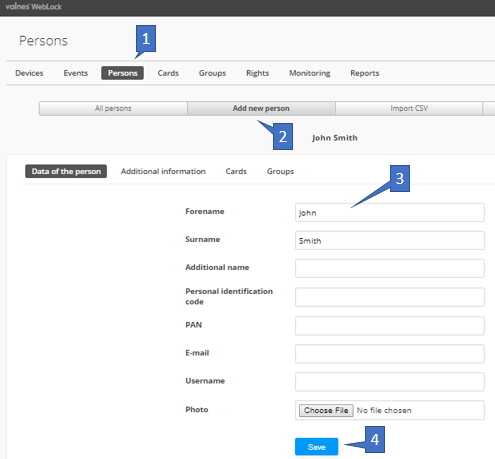 valnes WebLock
1
Persons
Devices Events Persons Cards Groups Rights Monitoring Reports
All persons Add new person Import CSV
2
John Smith
Data of the person Additional information Cards Groups
3
Forename John
Surname Smith
Additional name
Personal identification
code
PAN
E-mail
Username
Photo Choose File No file chosen
Save 4